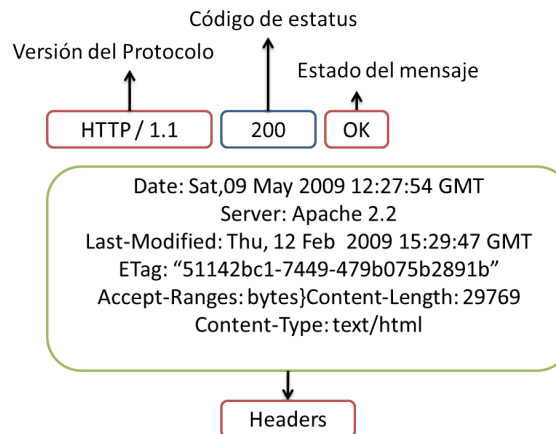 Código de estatus
Versión del Protocolo
Estado del mensaje
HTTP / 1.1
200
OK
Date: Sat,09 May 2009 12:27:54 GMT
Server: Apache 2.2
Last-Modified: Thu, 12 Feb 2009 15:29:47 GMT
ETag: “51142bc1-7449-479b075b2891b”
Accept-Ranges: bytes}Content-Length: 29769
Content-Type: text/html
Headers